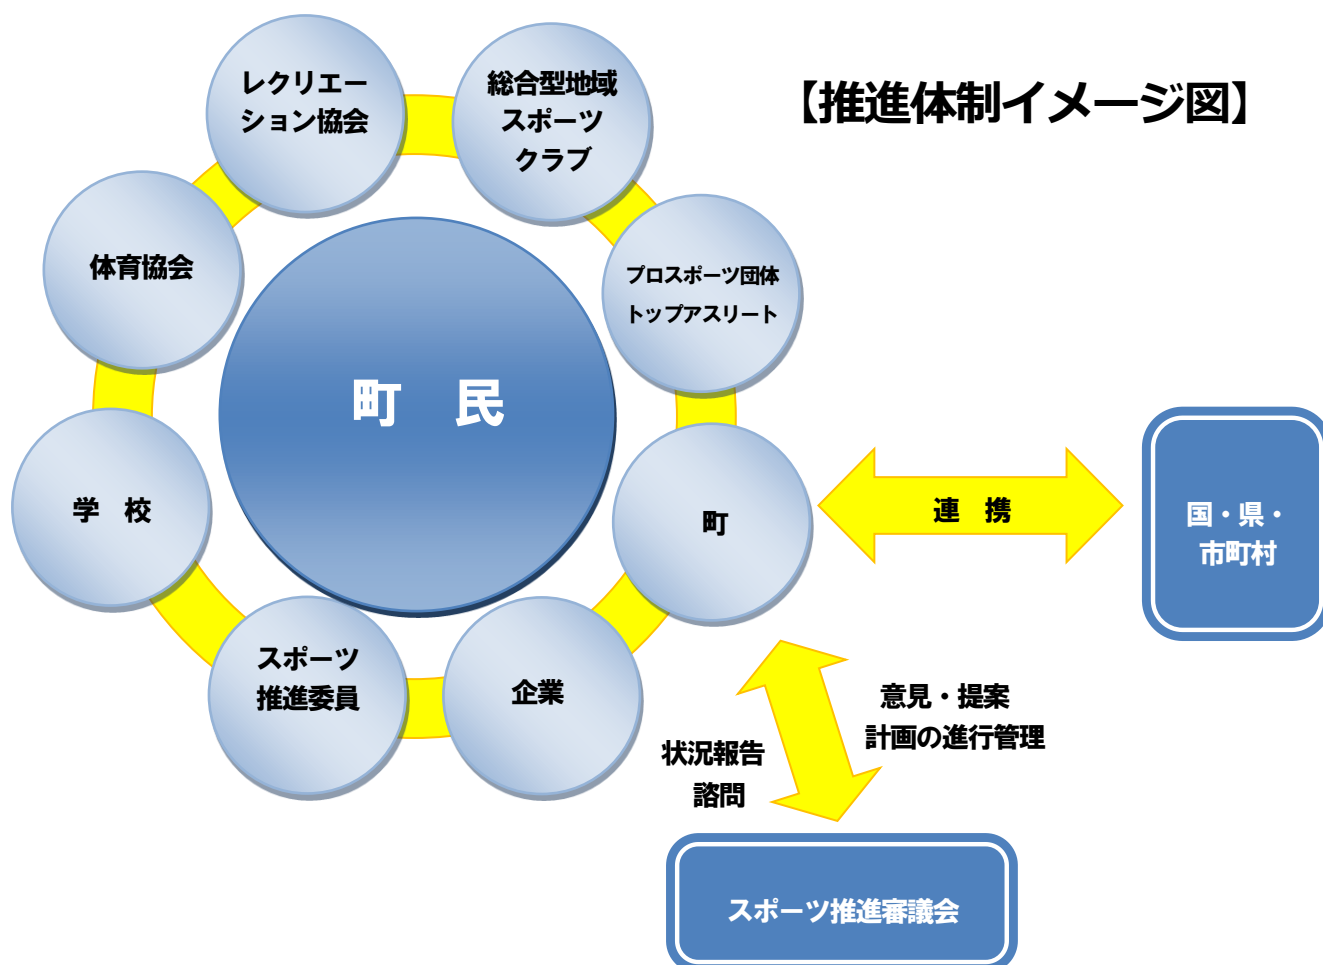 【推進体制イメージ図】
レクリエー
ション協会
総合型地域
スポーツ
クラブ
体育協会
プロスポーツ団体
トップアスリート
町　民
学　校
町
連　携
国・県・
市町村
スポーツ
推進委員
企業
意見・提案
計画の進行管理
状況報告
諮問
スポーツ推進審議会